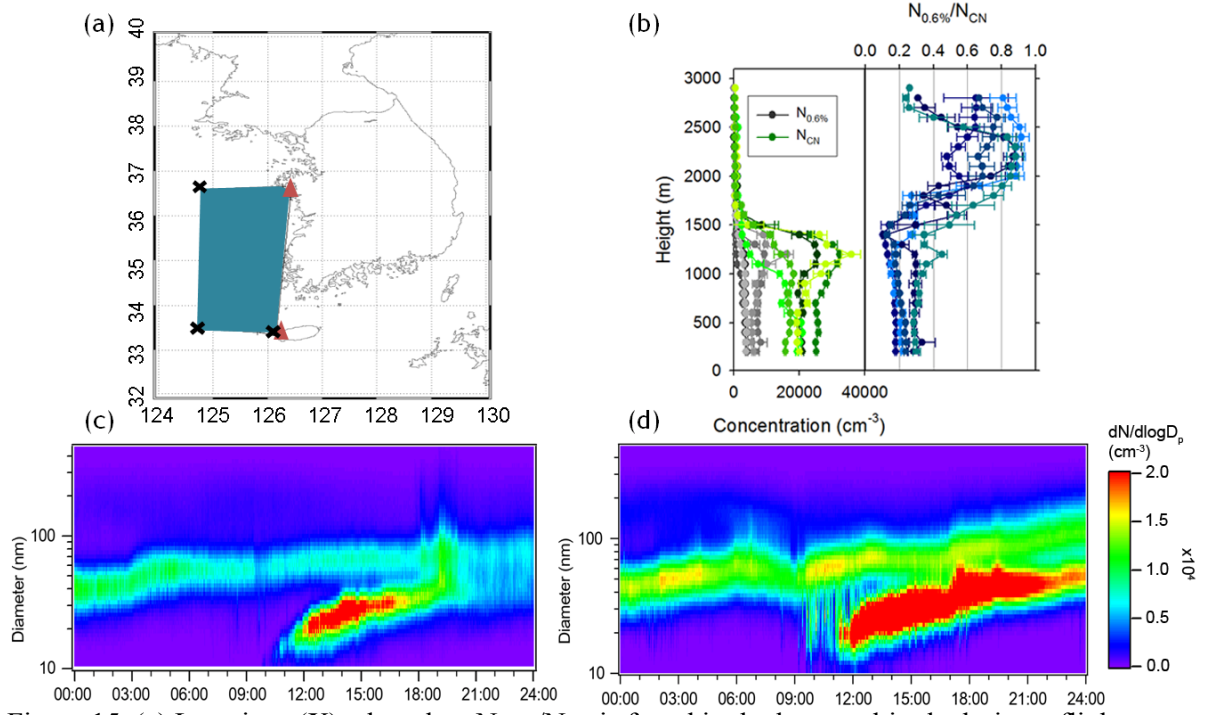 (a)
40
39
38
37
36
35
34
33
32
124 125 126 127 128 129 130
(b)
N0.6%/NCN
0.0 0.2 0.4 0.6 0.8 1.0
3000
2500
2000
1500
1000
500
0
Height (m)
N0.6%
NCN
0 20000 40000
Concentration (cm-3)
(c)
100
10
Diameter (nm)
00:00 03:00 06:00 09:00 12:00 15:00 18:00 21:00 24:00
(d)
100
10
Diameter (nm)
00:00 03:00 06:00 09:00 12:00 15:00 18:00 21:00 24:00
dN/dlogDp
(cm-3)
2.0
1.5
1.0
0.5
0.0
x104